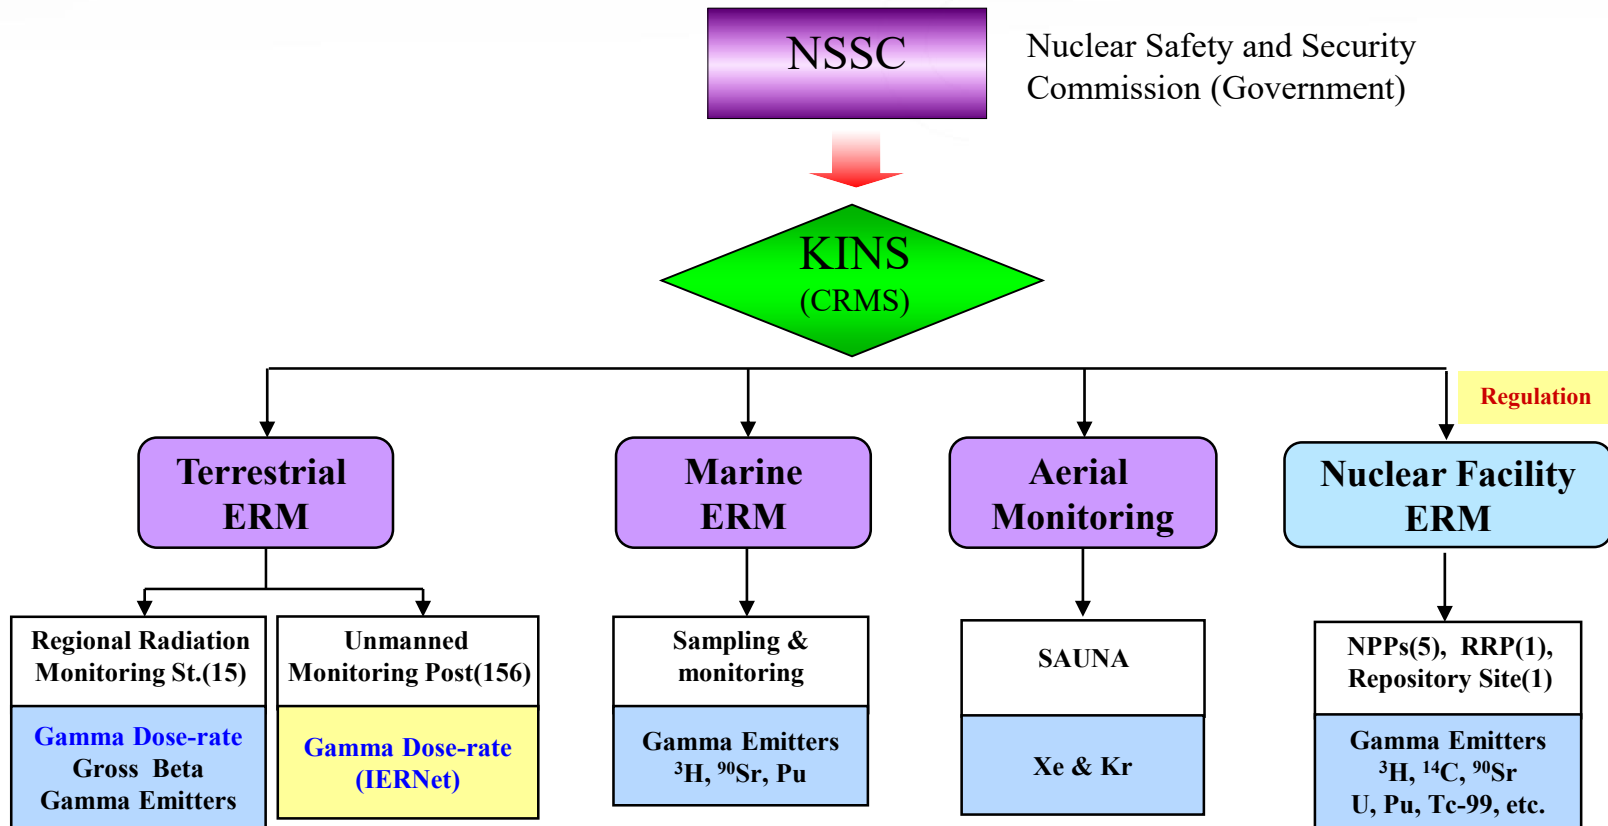 NSSC
Nuclear Safety and Security
Commission (Government)
KINS
(CRMS)
Regulation
Terrestrial
ERM
Marine
ERM
Aerial
Monitoring
Nuclear Facility
ERM
Regional Radiation
Monitoring St.(15)
Gamma Dose-rate
Gross Beta
Gamma Emitters
Unmanned
Monitoring Post(156)
Gamma Dose-rate
(IERNet)
Sampling &
monitoring
Gamma Emitters
³H, ⁹⁰Sr, Pu
SAUNA
Xe & Kr
NPPs(5), RRP(1),
Repository Site(1)
Gamma Emitters
³H, ¹⁴C, ⁹⁰Sr
U, Pu, Tc-99, etc.